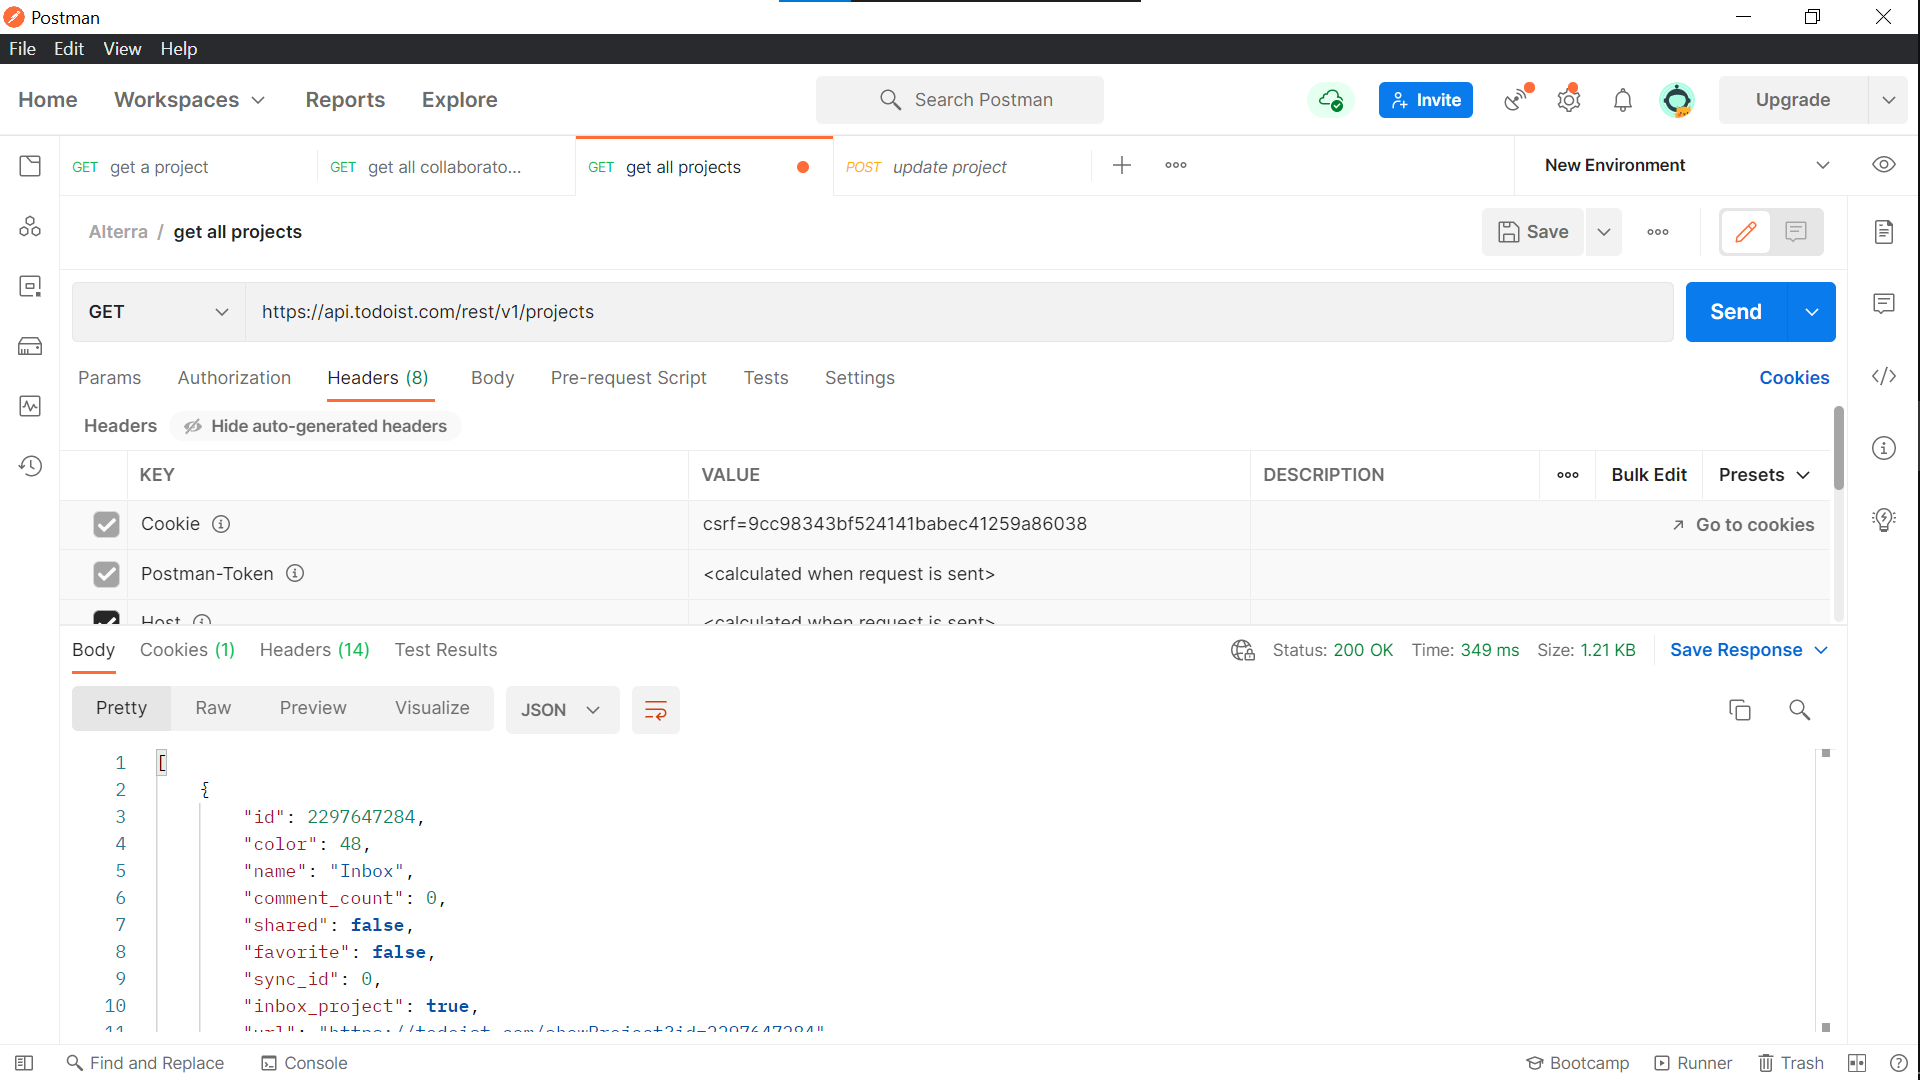 Postman
File Edit View Help
Home Workspaces Reports Explore Search Postman Invite Upgrade
GET get a project GET get all collaborato... GET get all projects POST update project New Environment
Alterra / get all projects Save
GET https://api.todoist.com/rest/v1/projects Send
Params Authorization Headers (8) Body Pre-request Script Tests Settings Cookies
Headers Hide auto-generated headers
KEY VALUE DESCRIPTION Bulk Edit Presets
Cookie csrf=9cc98343bf524141babec41259a86038 Go to cookies
Postman-Token <calculated when request is sent>
Host <calculated when request is sent>
Body Cookies (1) Headers (14) Test Results Status: 200 OK Time: 349 ms Size: 1.21 KB Save Response
Pretty Raw Preview Visualize JSON
1 [
2 {
3 "id": 2297647284,
4 "color": 48,
5 "name": "Inbox",
6 "comment_count": 0,
7 "shared": false,
8 "favorite": false,
9 "sync_id": 0,
10 "inbox_project": true,
11 "url": "https://todoist.com/showProject?id=2297647284"
Find and Replace Console Bootcamp Runner Trash